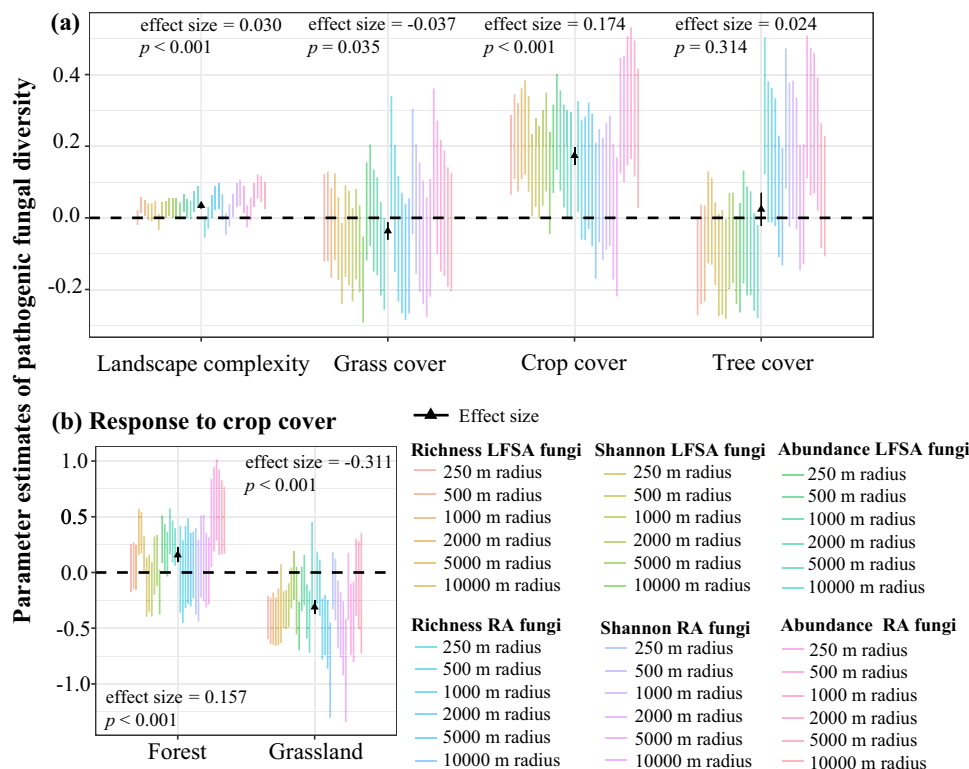 (a)
effect size = 0.030
p < 0.001
effect size = -0.037
p = 0.035
effect size = 0.174
p < 0.001
effect size = 0.024
p = 0.314
0.4
0.2
0.0
-0.2
Landscape complexity
Grass cover
Crop cover
Tree cover
Parameter estimates of pathogenic fungal diversity
(b) Response to crop cover
effect size = -0.311
p < 0.001
1.0
0.5
0.0
-0.5
-1.0
effect size = 0.157
p < 0.001
Forest
Grassland
Effect size
Richness LFSA fungi
250 m radius
500 m radius
1000 m radius
2000 m radius
5000 m radius
10000 m radius
Shannon LFSA fungi
250 m radius
500 m radius
1000 m radius
2000 m radius
5000 m radius
10000 m radius
Abundance LFSA fungi
250 m radius
500 m radius
1000 m radius
2000 m radius
5000 m radius
10000 m radius
Richness RA fungi
250 m radius
500 m radius
1000 m radius
2000 m radius
5000 m radius
10000 m radius
Shannon RA fungi
250 m radius
500 m radius
1000 m radius
2000 m radius
5000 m radius
10000 m radius
Abundance RA fungi
250 m radius
500 m radius
1000 m radius
2000 m radius
5000 m radius
10000 m radius